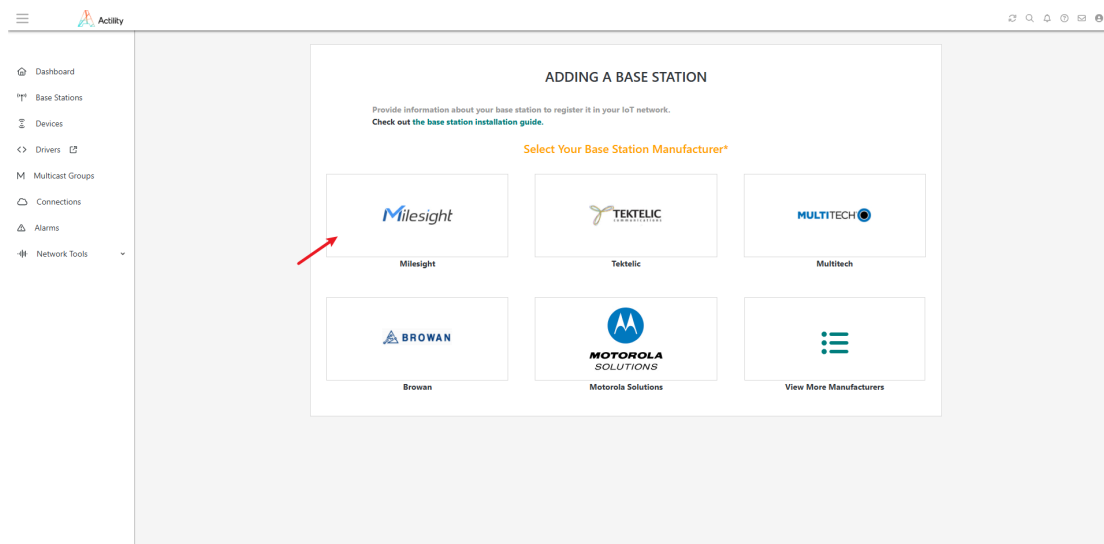 Actility
Dashboard
Base Stations
Devices
Drivers
Multicast Groups
Connections
Alarms
Network Tools
ADDING A BASE STATION
Provide information about your base station to register it in your IoT network.
Check out the base station installation guide.
Select Your Base Station Manufacturer*
Milesight
TEKTELIC
communications
MULTITECH
Milesight
Tektelic
Multitech
BROWAN
MOTOROLA
SOLUTIONS
Browan
Motorola Solutions
View More Manufacturers